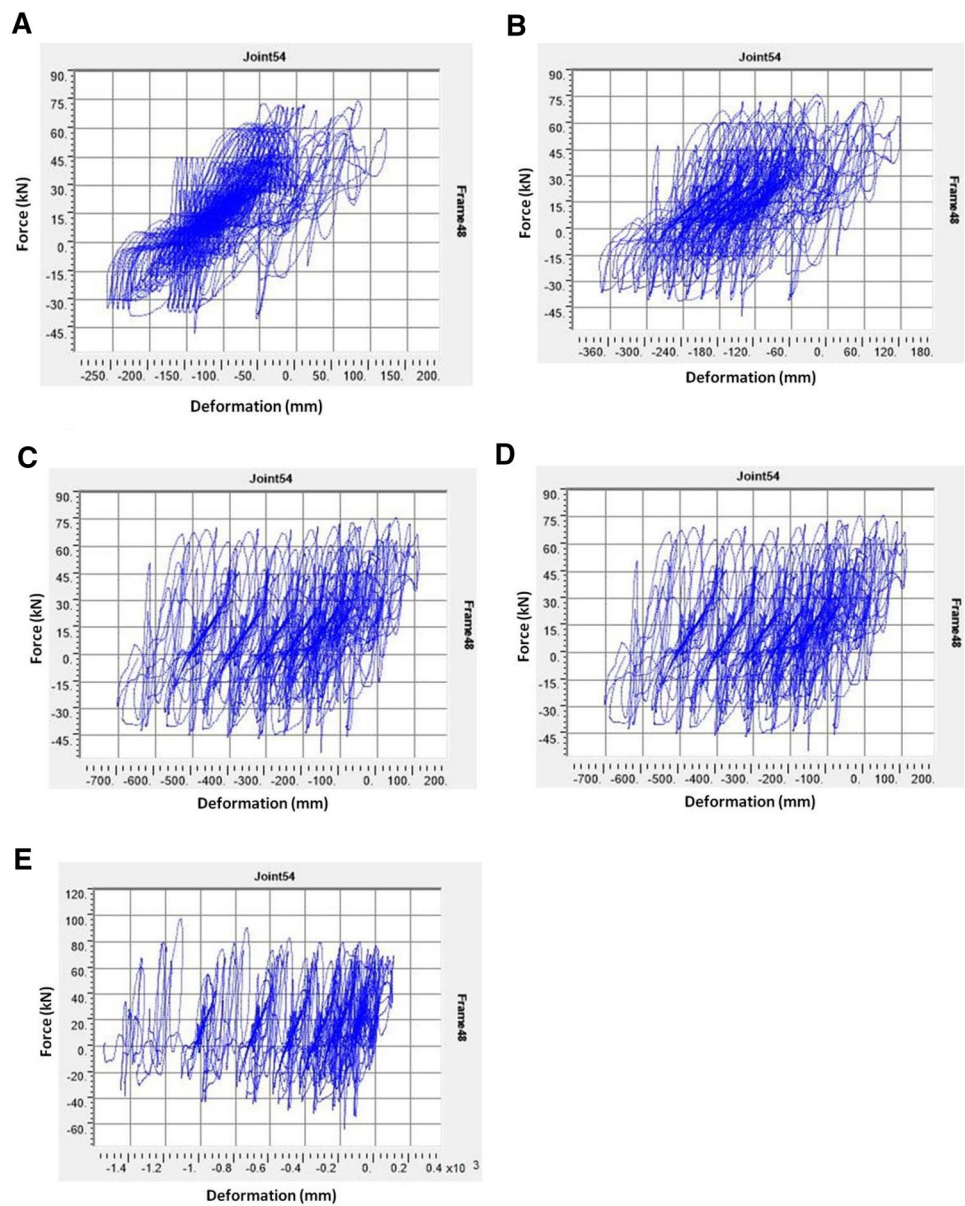 A
Joint54
90.
75.
60.
45.
30.
15.
0.
-15.
-30.
-45.
Force (kN)
Frame48
-250. -200. -150. -100. -50. 0. 50. 100. 150. 200.
Deformation (mm)
B
Joint54
90.
75.
60.
45.
30.
15.
0.
-15.
-30.
-45.
Force (kN)
Frame48
-360. -300. -240. -180. -120. -60. 0. 60. 120. 180.
Deformation (mm)
C
Joint54
90.
75.
60.
45.
30.
15.
0.
-15.
-30.
-45.
Force (kN)
Frame48
-700. -600. -500. -400. -300. -200. -100. 0. 100. 200.
Deformation (mm)
D
Joint54
90.
75.
60.
45.
30.
15.
0.
-15.
-30.
-45.
Force (kN)
Frame48
-700. -600. -500. -400. -300. -200. -100. 0. 100. 200.
Deformation (mm)
E
Joint54
120.
100.
80.
60.
40.
20.
0.
-20.
-40.
-60.
Force (kN)
Frame48
-1.4 -1.2 -1. -0.8 -0.6 -0.4 -0.2 0. 0.2 0.4 x10 3
Deformation (mm)